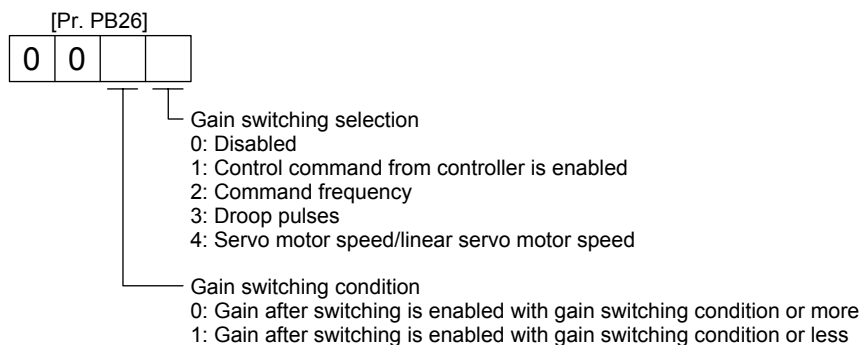 [Pr. PB26]
0 0
Gain switching selection
0: Disabled
1: Control command from controller is enabled
2: Command frequency
3: Droop pulses
4: Servo motor speed/linear servo motor speed
Gain switching condition
0: Gain after switching is enabled with gain switching condition or more
1: Gain after switching is enabled with gain switching condition or less